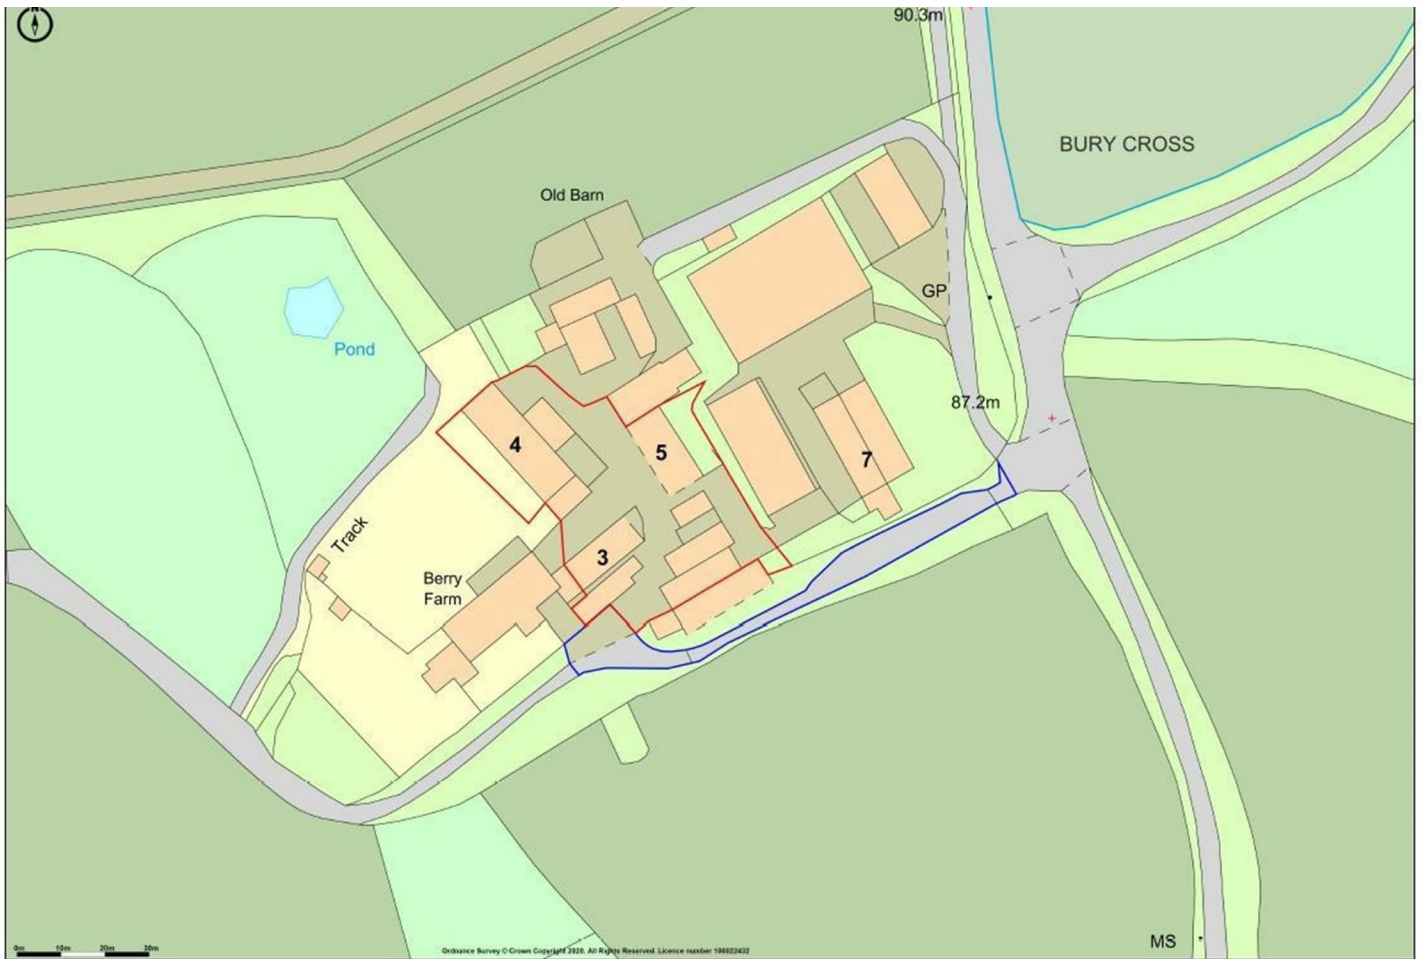 N
90.3m
BURY CROSS
Old Barn
GP
Pond
87.2m
4
5
7
Track
3
Berry
Farm
MS
0m 10m 20m 30m
Ordnance Survey © Crown Copyright 2020. All Rights Reserved. Licence number 100022432